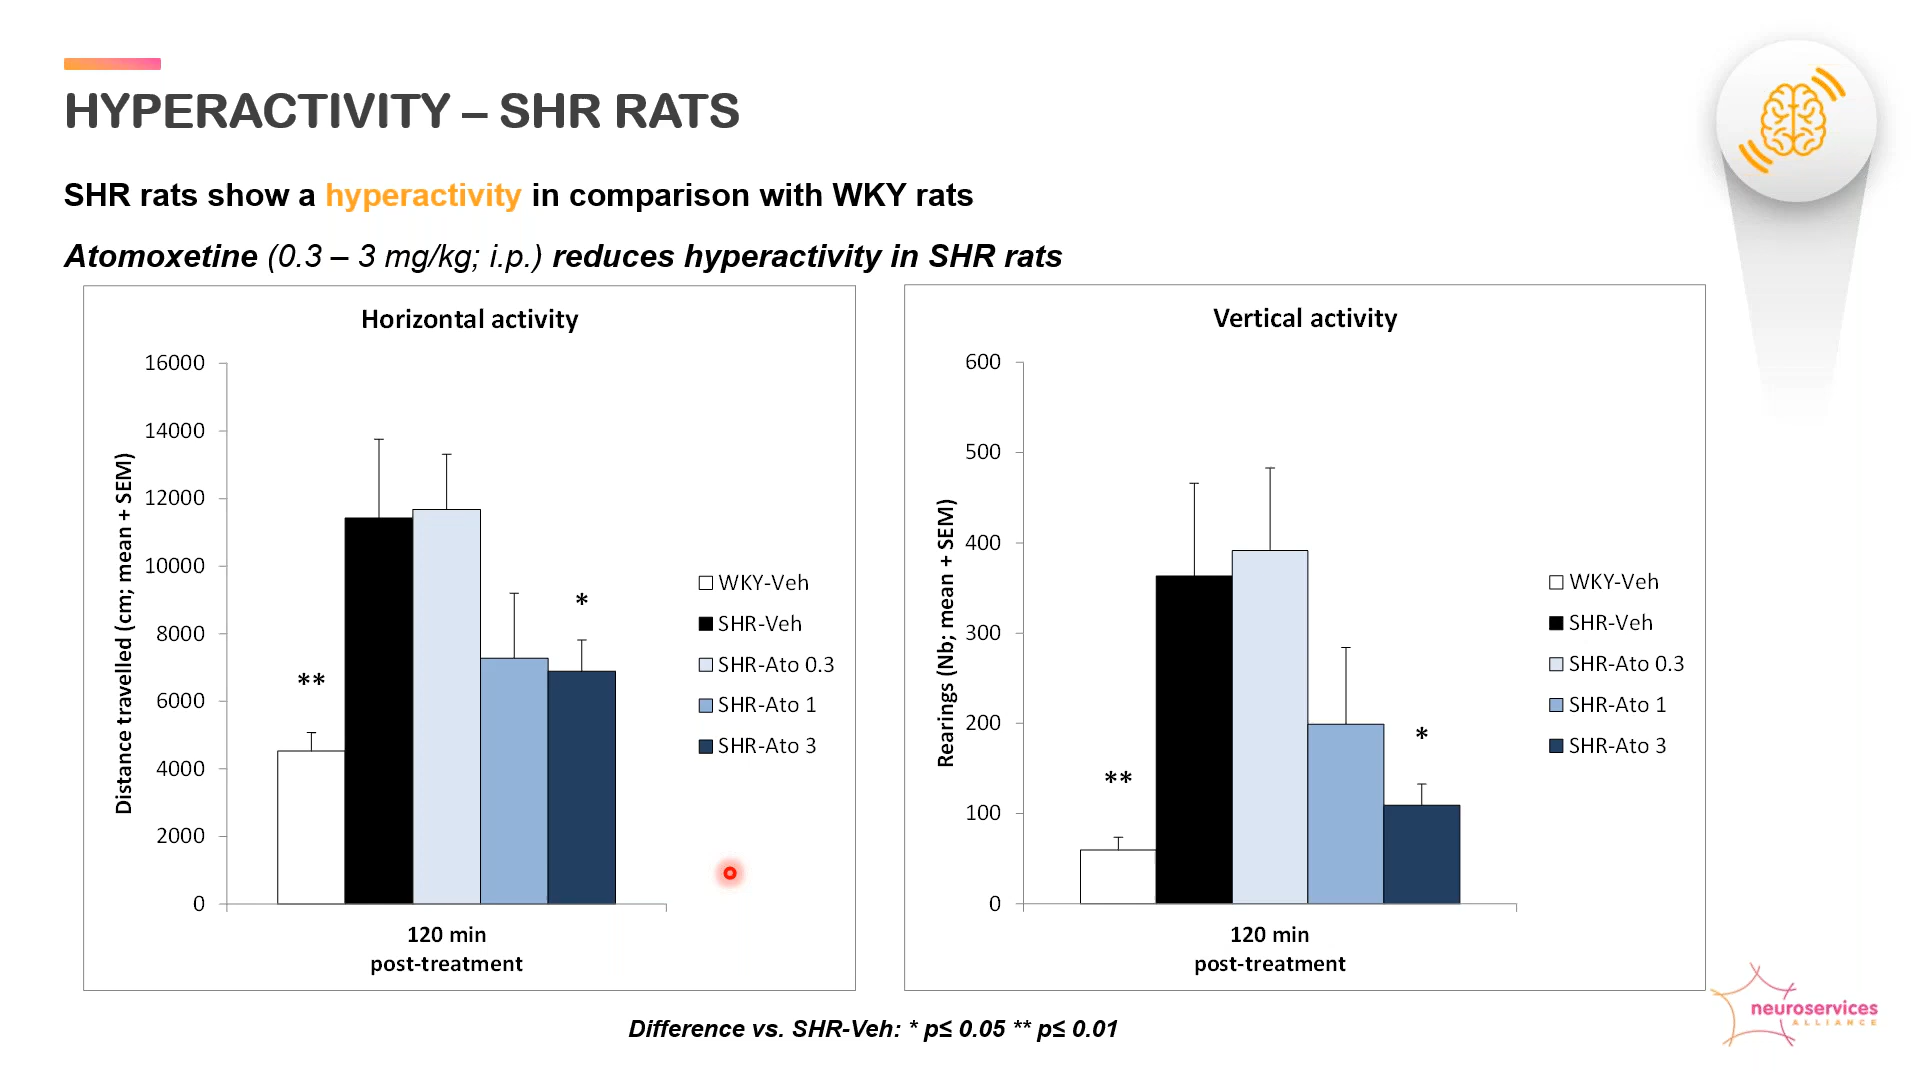 HYPERACTIVITY – SHR RATS
SHR rats show a hyperactivity in comparison with WKY rats
Atomoxetine (0.3 – 3 mg/kg; i.p.) reduces hyperactivity in SHR rats
Horizontal activity
Distance travelled (cm; mean + SEM)
16000
14000
12000
10000
8000
6000
4000
2000
0
**
*
WKY-Veh
SHR-Veh
SHR-Ato 0.3
SHR-Ato 1
SHR-Ato 3
120 min
post-treatment
Vertical activity
Rearings (Nb; mean + SEM)
600
500
400
300
200
100
0
**
*
WKY-Veh
SHR-Veh
SHR-Ato 0.3
SHR-Ato 1
SHR-Ato 3
120 min
post-treatment
Difference vs. SHR-Veh: * p≤ 0.05 ** p≤ 0.01
neuroservices
ALLIANCE